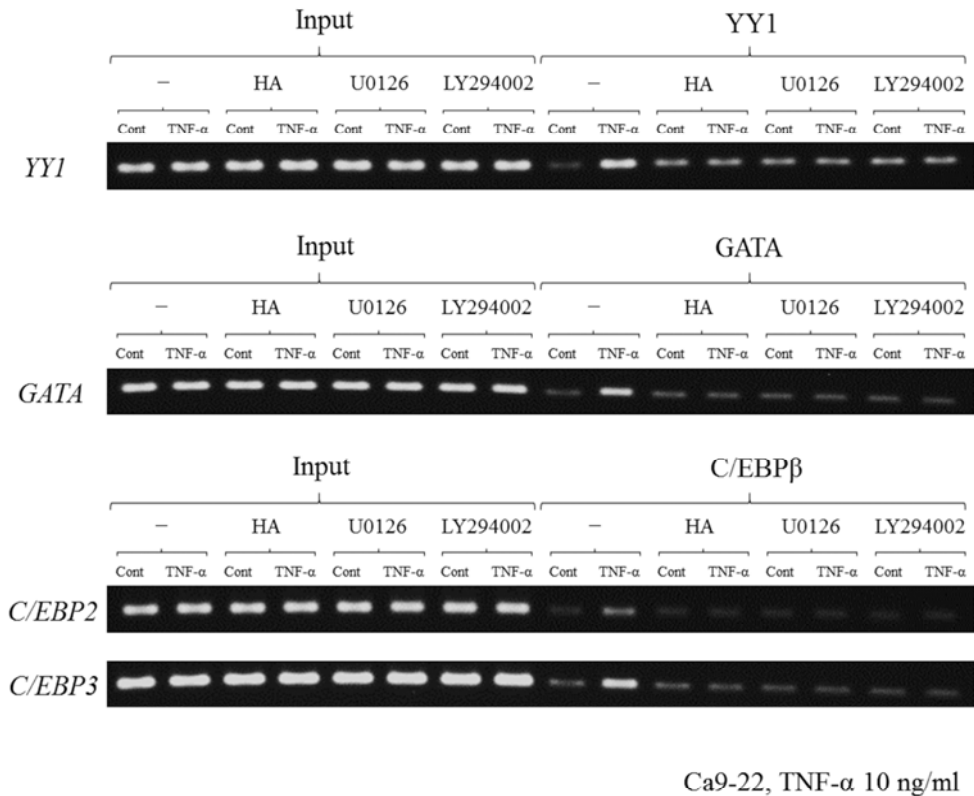 Input YY1
– HA U0126 LY294002 – HA U0126 LY294002
Cont TNF-α Cont TNF-α Cont TNF-α Cont TNF-α Cont TNF-α Cont TNF-α Cont TNF-α Cont TNF-α
YY1
Input GATA
– HA U0126 LY294002 – HA U0126 LY294002
Cont TNF-α Cont TNF-α Cont TNF-α Cont TNF-α Cont TNF-α Cont TNF-α Cont TNF-α Cont TNF-α
GATA
Input C/EBPβ
– HA U0126 LY294002 – HA U0126 LY294002
Cont TNF-α Cont TNF-α Cont TNF-α Cont TNF-α Cont TNF-α Cont TNF-α Cont TNF-α Cont TNF-α
C/EBP2
C/EBP3
Ca9-22, TNF-α 10 ng/ml